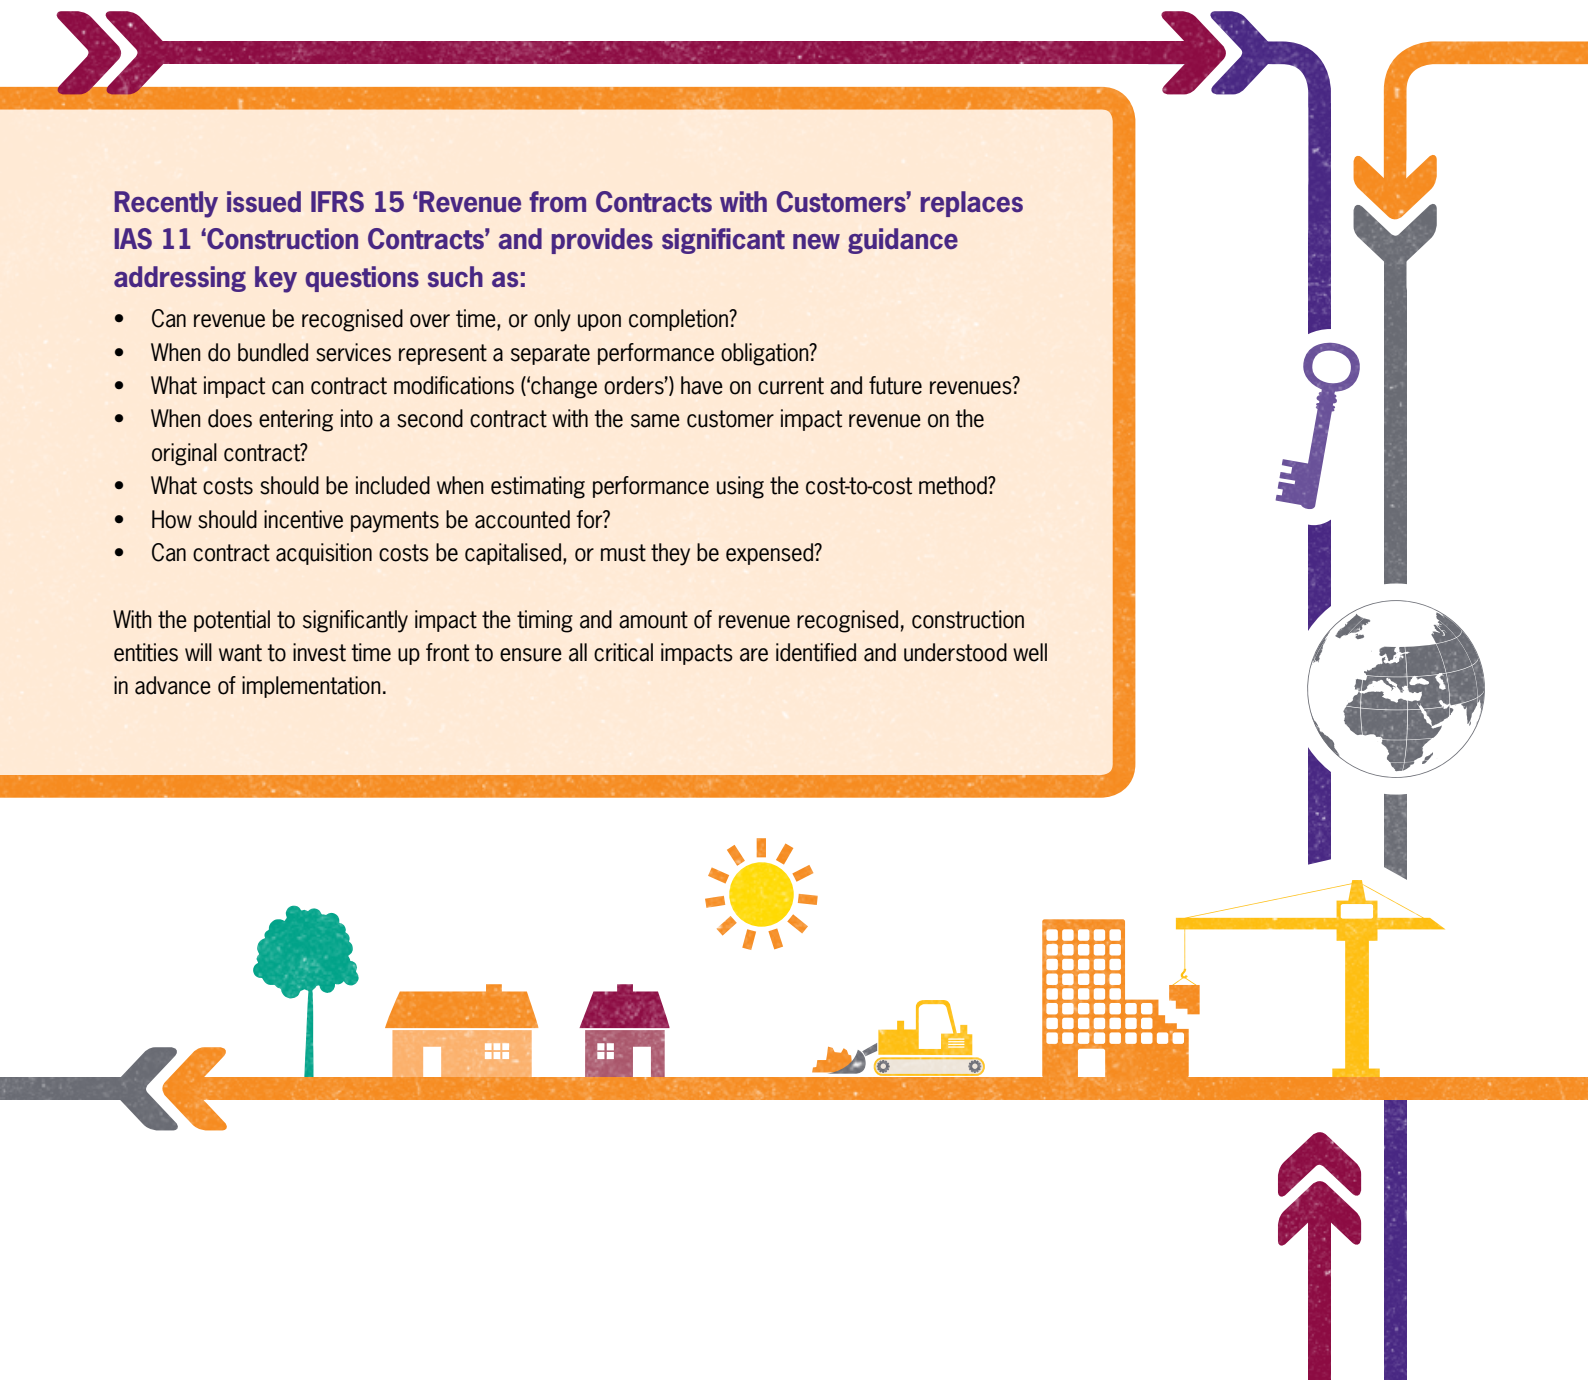 Recently issued IFRS 15 ‘Revenue from Contracts with Customers’ replaces
IAS 11 ‘Construction Contracts’ and provides significant new guidance
addressing key questions such as:
• Can revenue be recognised over time, or only upon completion?
• When do bundled services represent a separate performance obligation?
• What impact can contract modifications (‘change orders’) have on current and future revenues?
• When does entering into a second contract with the same customer impact revenue on the
original contract?
• What costs should be included when estimating performance using the cost-to-cost method?
• How should incentive payments be accounted for?
• Can contract acquisition costs be capitalised, or must they be expensed?
With the potential to significantly impact the timing and amount of revenue recognised, construction
entities will want to invest time up front to ensure all critical impacts are identified and understood well
in advance of implementation.